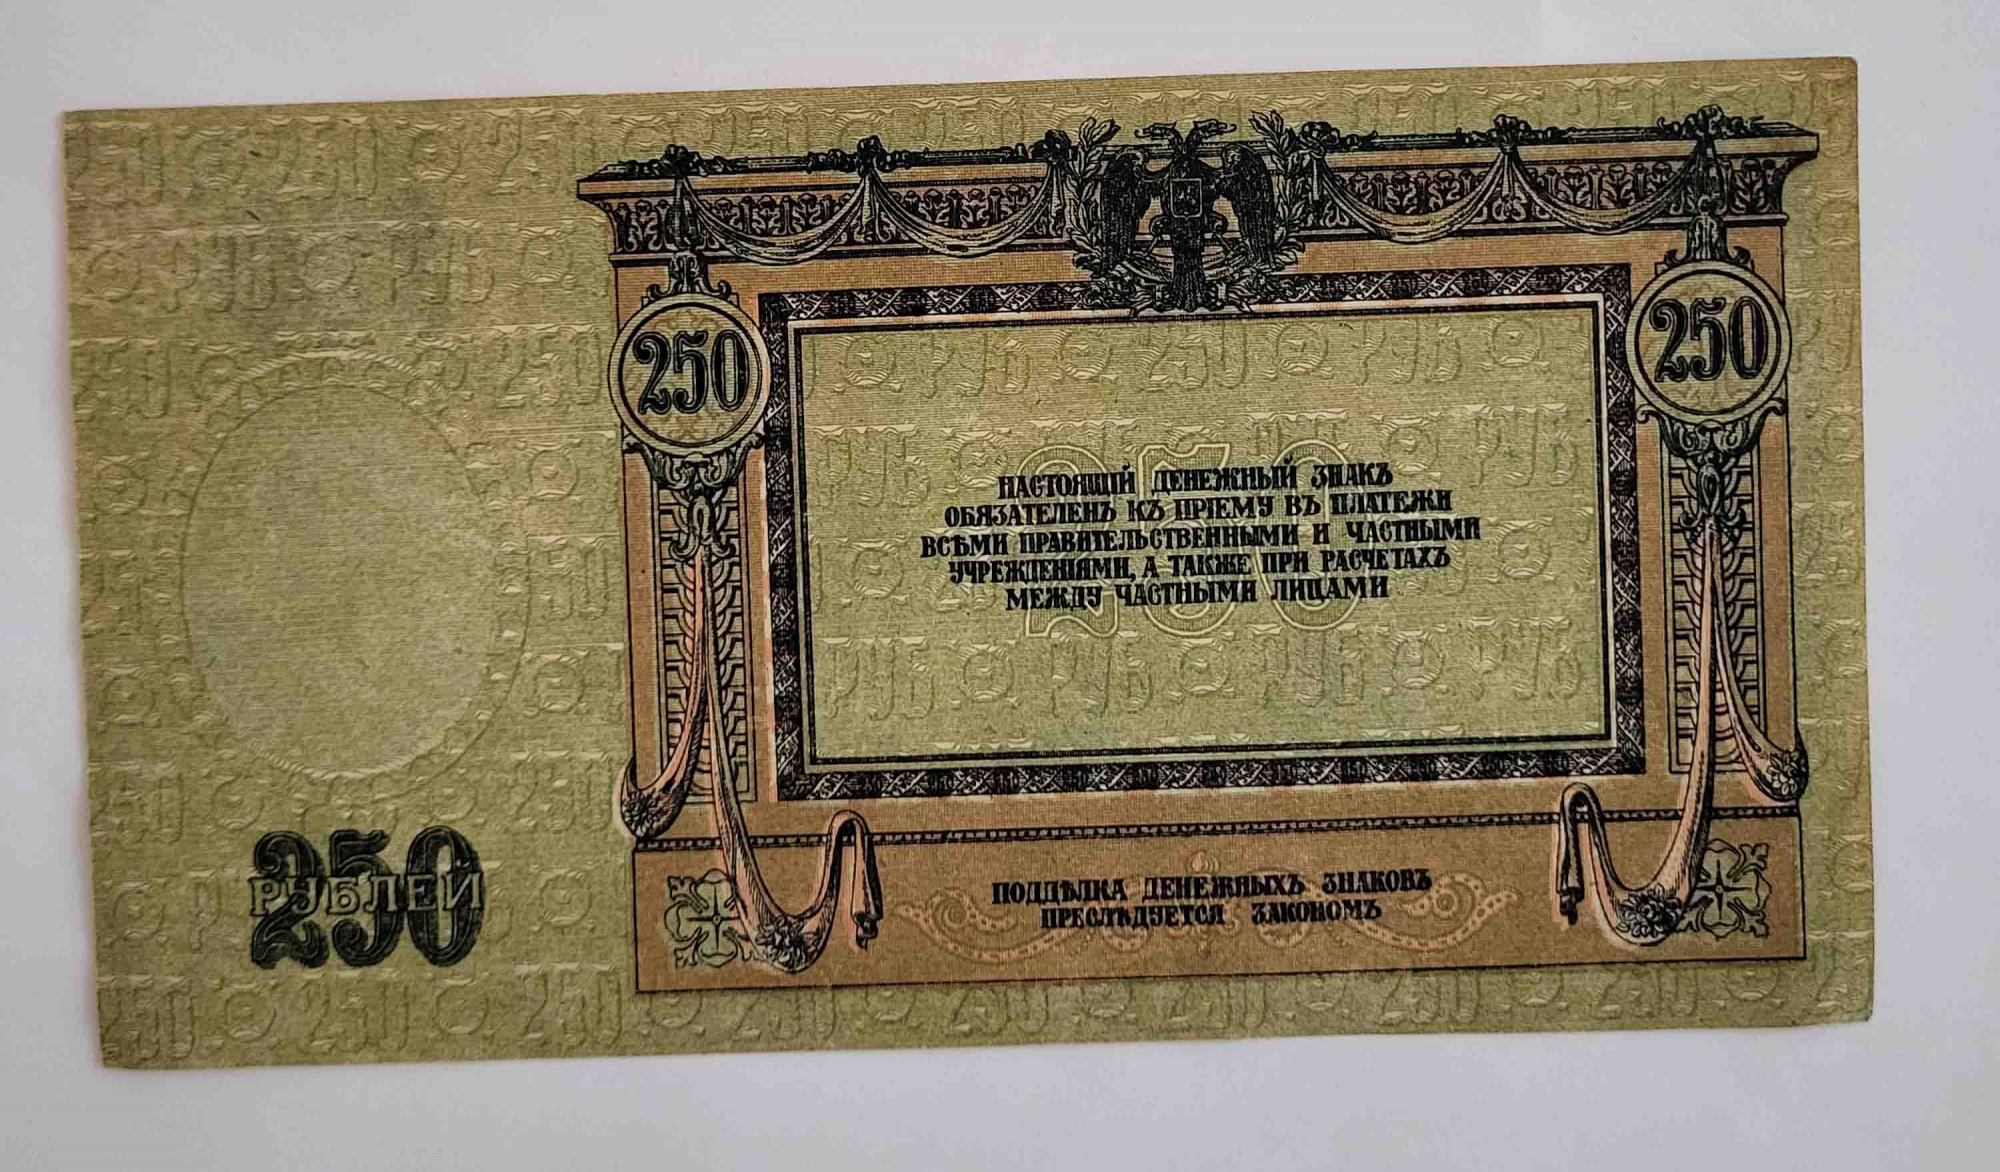 250
250
НАСТОЯЩІЙ ДЕНЕЖНЫЙ ЗНАКЪ
ОБЯЗАТЕЛЕНЪ КЪ ПРІЕМУ ВЪ ПЛАТЕЖИ
ВСѢМИ ПРАВИТЕЛЬСТВЕННЫМИ И ЧАСТНЫМИ
УЧРЕЖДЕНІЯМИ, А ТАКЖЕ ПРИ РАСЧЕТАХЪ
МЕЖДУ ЧАСТНЫМИ ЛИЦАМИ
250
250
РУБЛЕЙ
ПОДДѢЛКА ДЕНЕЖНЫХЪ ЗНАКОВЪ
ПРЕСЛѢДУЕТСЯ ЗАКОНОМЪ